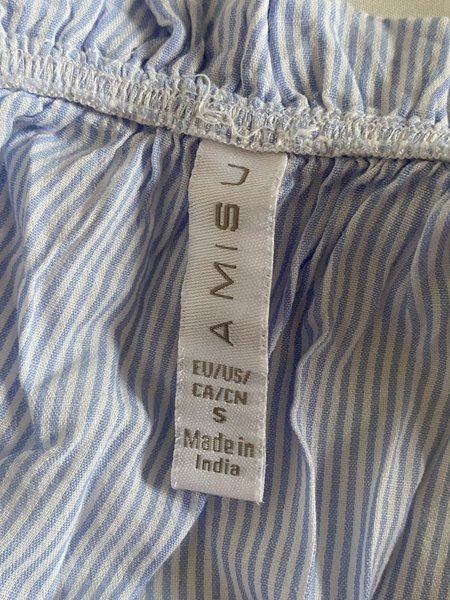 AMISU
EU/US/
CA/CN
S
Made in
India